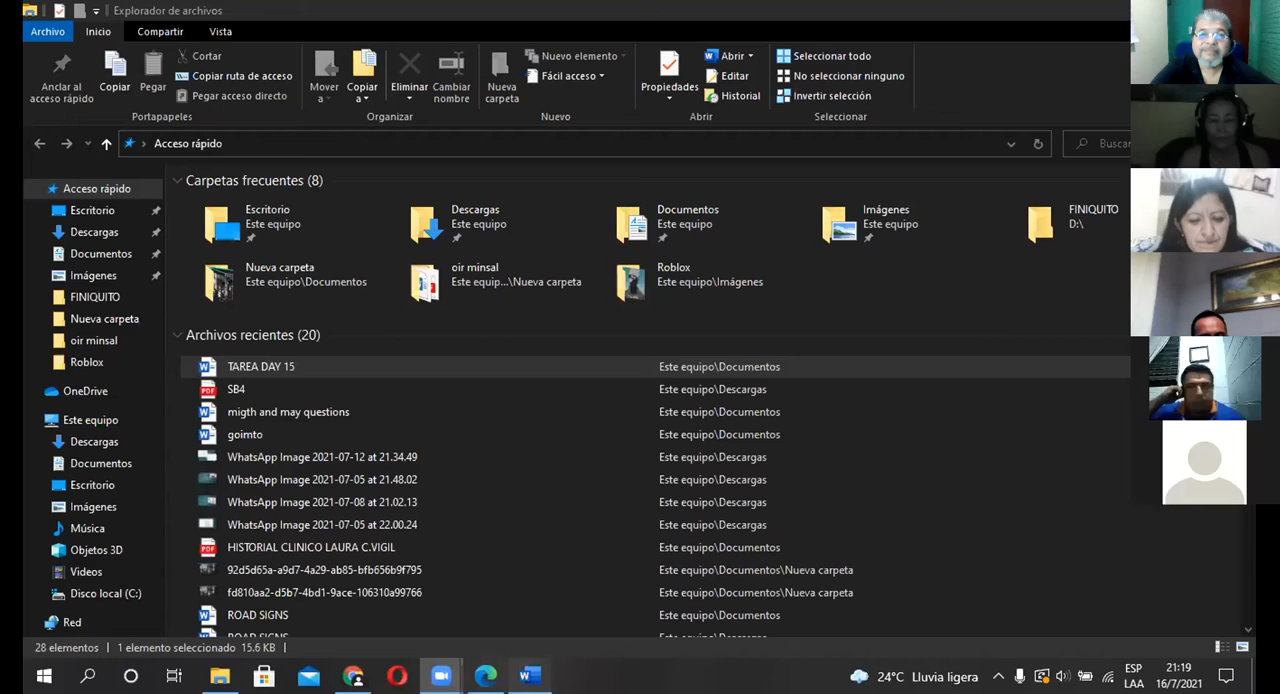 Explorador de archivos
Archivo Inicio Compartir Vista
Anclar al acceso rápido
Copiar
Pegar
Cortar
Copiar ruta de acceso
Pegar acceso directo
Portapapeles
Mover a
Copiar a
Eliminar
Cambiar nombre
Organizar
Nueva carpeta
Nuevo elemento
Fácil acceso
Nuevo
Propiedades
Abrir
Editar
Historial
Abrir
Seleccionar todo
No seleccionar ninguno
Invertir selección
Seleccionar
Acceso rápido
Buscar
Acceso rápido
Escritorio
Descargas
Documentos
Imágenes
FINIQUITO
Nueva carpeta
oir minsal
Roblox
OneDrive
Este equipo
Descargas
Documentos
Escritorio
Imágenes
Música
Objetos 3D
Videos
Disco local (C:)
Red
Carpetas frecuentes (8)
Escritorio
Este equipo
Descargas
Este equipo
Documentos
Este equipo
Imágenes
Este equipo
FINIQUITO
D:\
Nueva carpeta
Este equipo\Documentos
oir minsal
Este equip...\Nueva carpeta
Roblox
Este equipo\Imágenes
Archivos recientes (20)
TAREA DAY 15 Este equipo\Documentos
SB4 Este equipo\Descargas
migth and may questions Este equipo\Documentos
goimto Este equipo\Documentos
WhatsApp Image 2021-07-12 at 21.34.49 Este equipo\Descargas
WhatsApp Image 2021-07-05 at 21.48.02 Este equipo\Descargas
WhatsApp Image 2021-07-08 at 21.02.13 Este equipo\Descargas
WhatsApp Image 2021-07-05 at 22.00.24 Este equipo\Descargas
HISTORIAL CLINICO LAURA C.VIGIL Este equipo\Documentos
92d5d65a-a9d7-4a29-ab85-bfb656b9f795 Este equipo\Documentos\Nueva carpeta
fd810aa2-d5b7-4bd1-9ace-106310a99766 Este equipo\Documentos\Nueva carpeta
ROAD SIGNS Este equipo\Documentos
ROAD SIGNS
28 elementos 1 elemento seleccionado 15.6 KB
24°C Lluvia ligera
ESP
LAA
21:19
16/7/2021